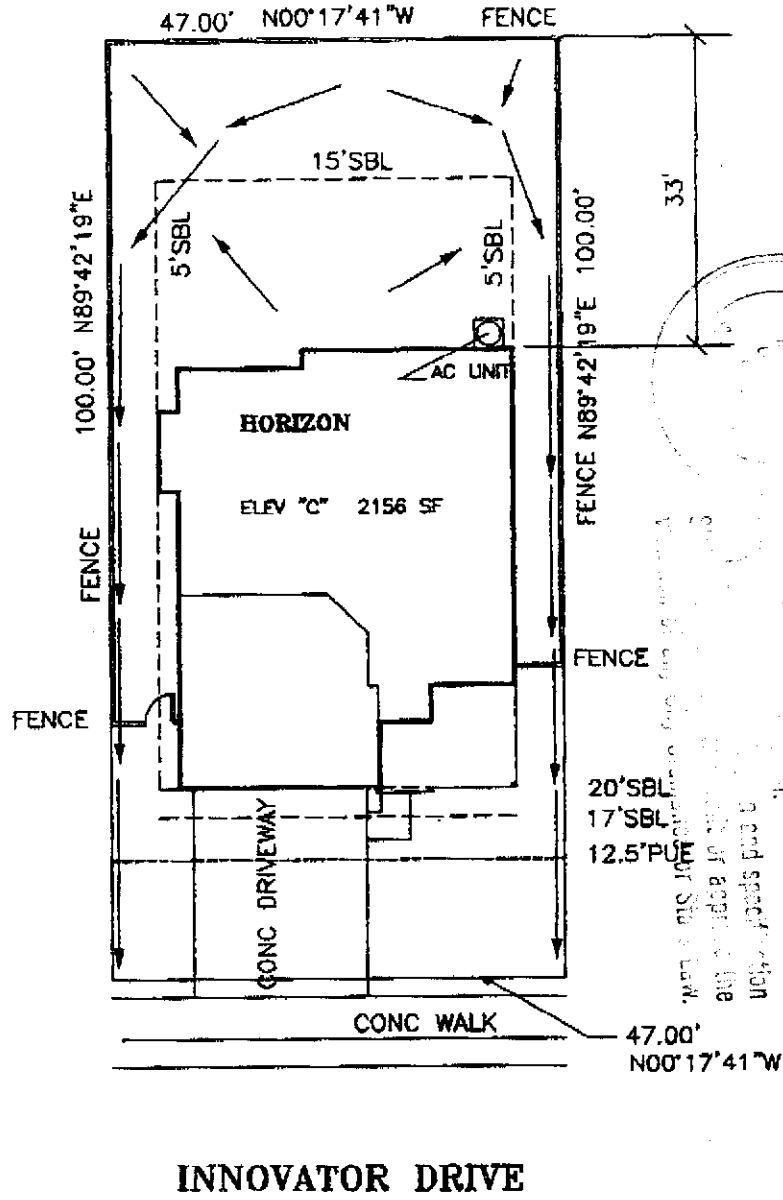 47.00' N00°17'41"W FENCE
15'SBL
33'
5'SBL
5'SBL
100.00' N89°42'19"E
FENCE N89°42'19"E 100.00'
AC UNIT
HORIZON
ELEV "C" 2156 SF
FENCE
FENCE
FENCE
20'SBL
17'SBL
12.5'PUE
CONC DRIVEWAY
CONC WALK
47.00'
N00°17'41"W
and
the
INNOVATOR DRIVE